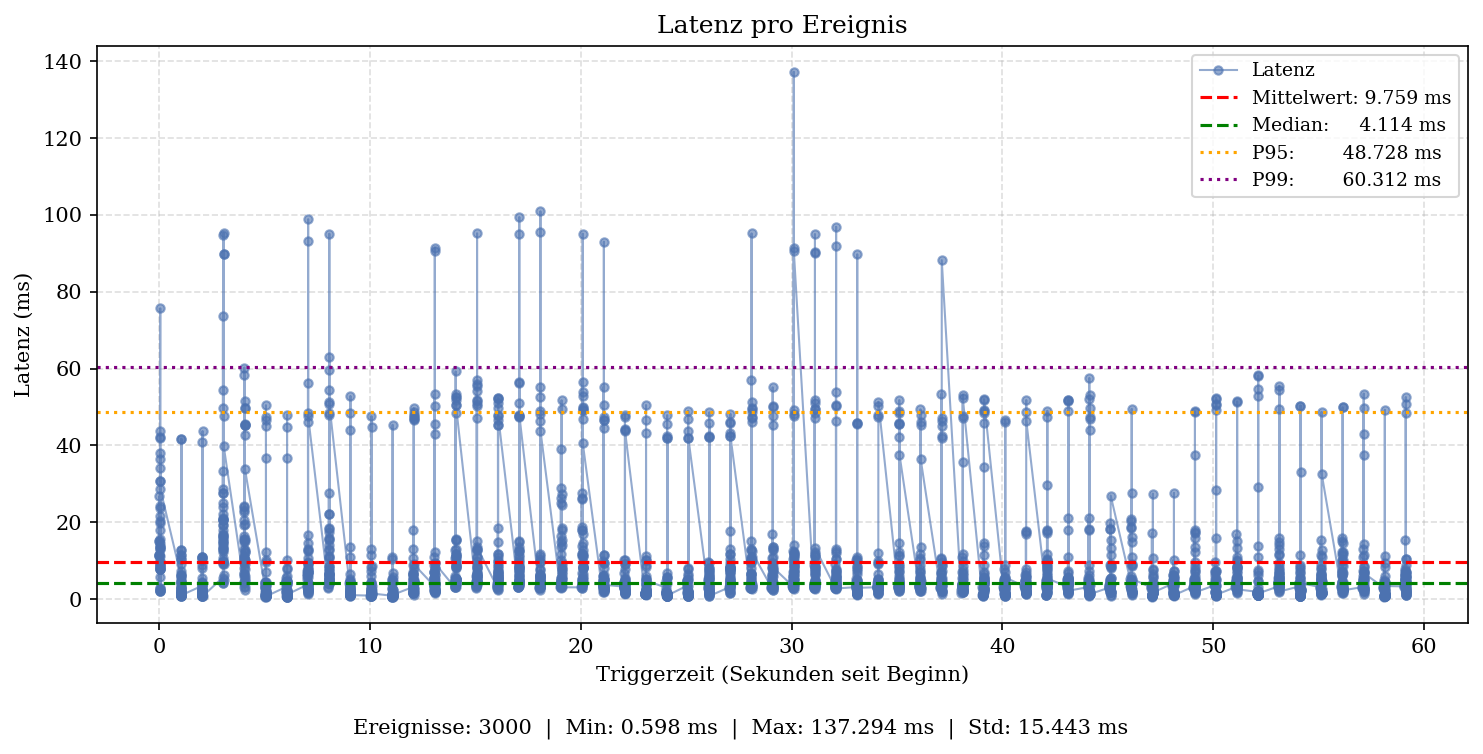 Latenz pro Ereignis
Latenz (ms)
140
120
100
80
60
40
20
0
Latenz
Mittelwert: 9.759 ms
Median: 4.114 ms
P95: 48.728 ms
P99: 60.312 ms
0 10 20 30 40 50 60
Triggerzeit (Sekunden seit Beginn)
Ereignisse: 3000 | Min: 0.598 ms | Max: 137.294 ms | Std: 15.443 ms